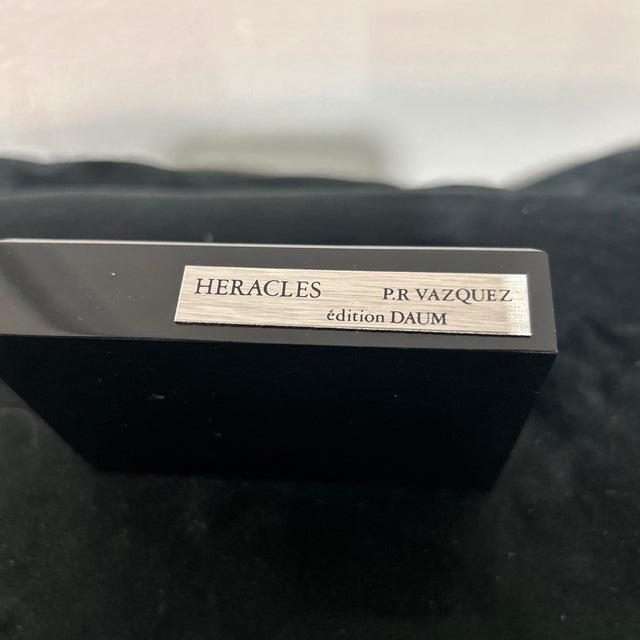 HERACLES P.R VAZQUEZ
édition DAUM